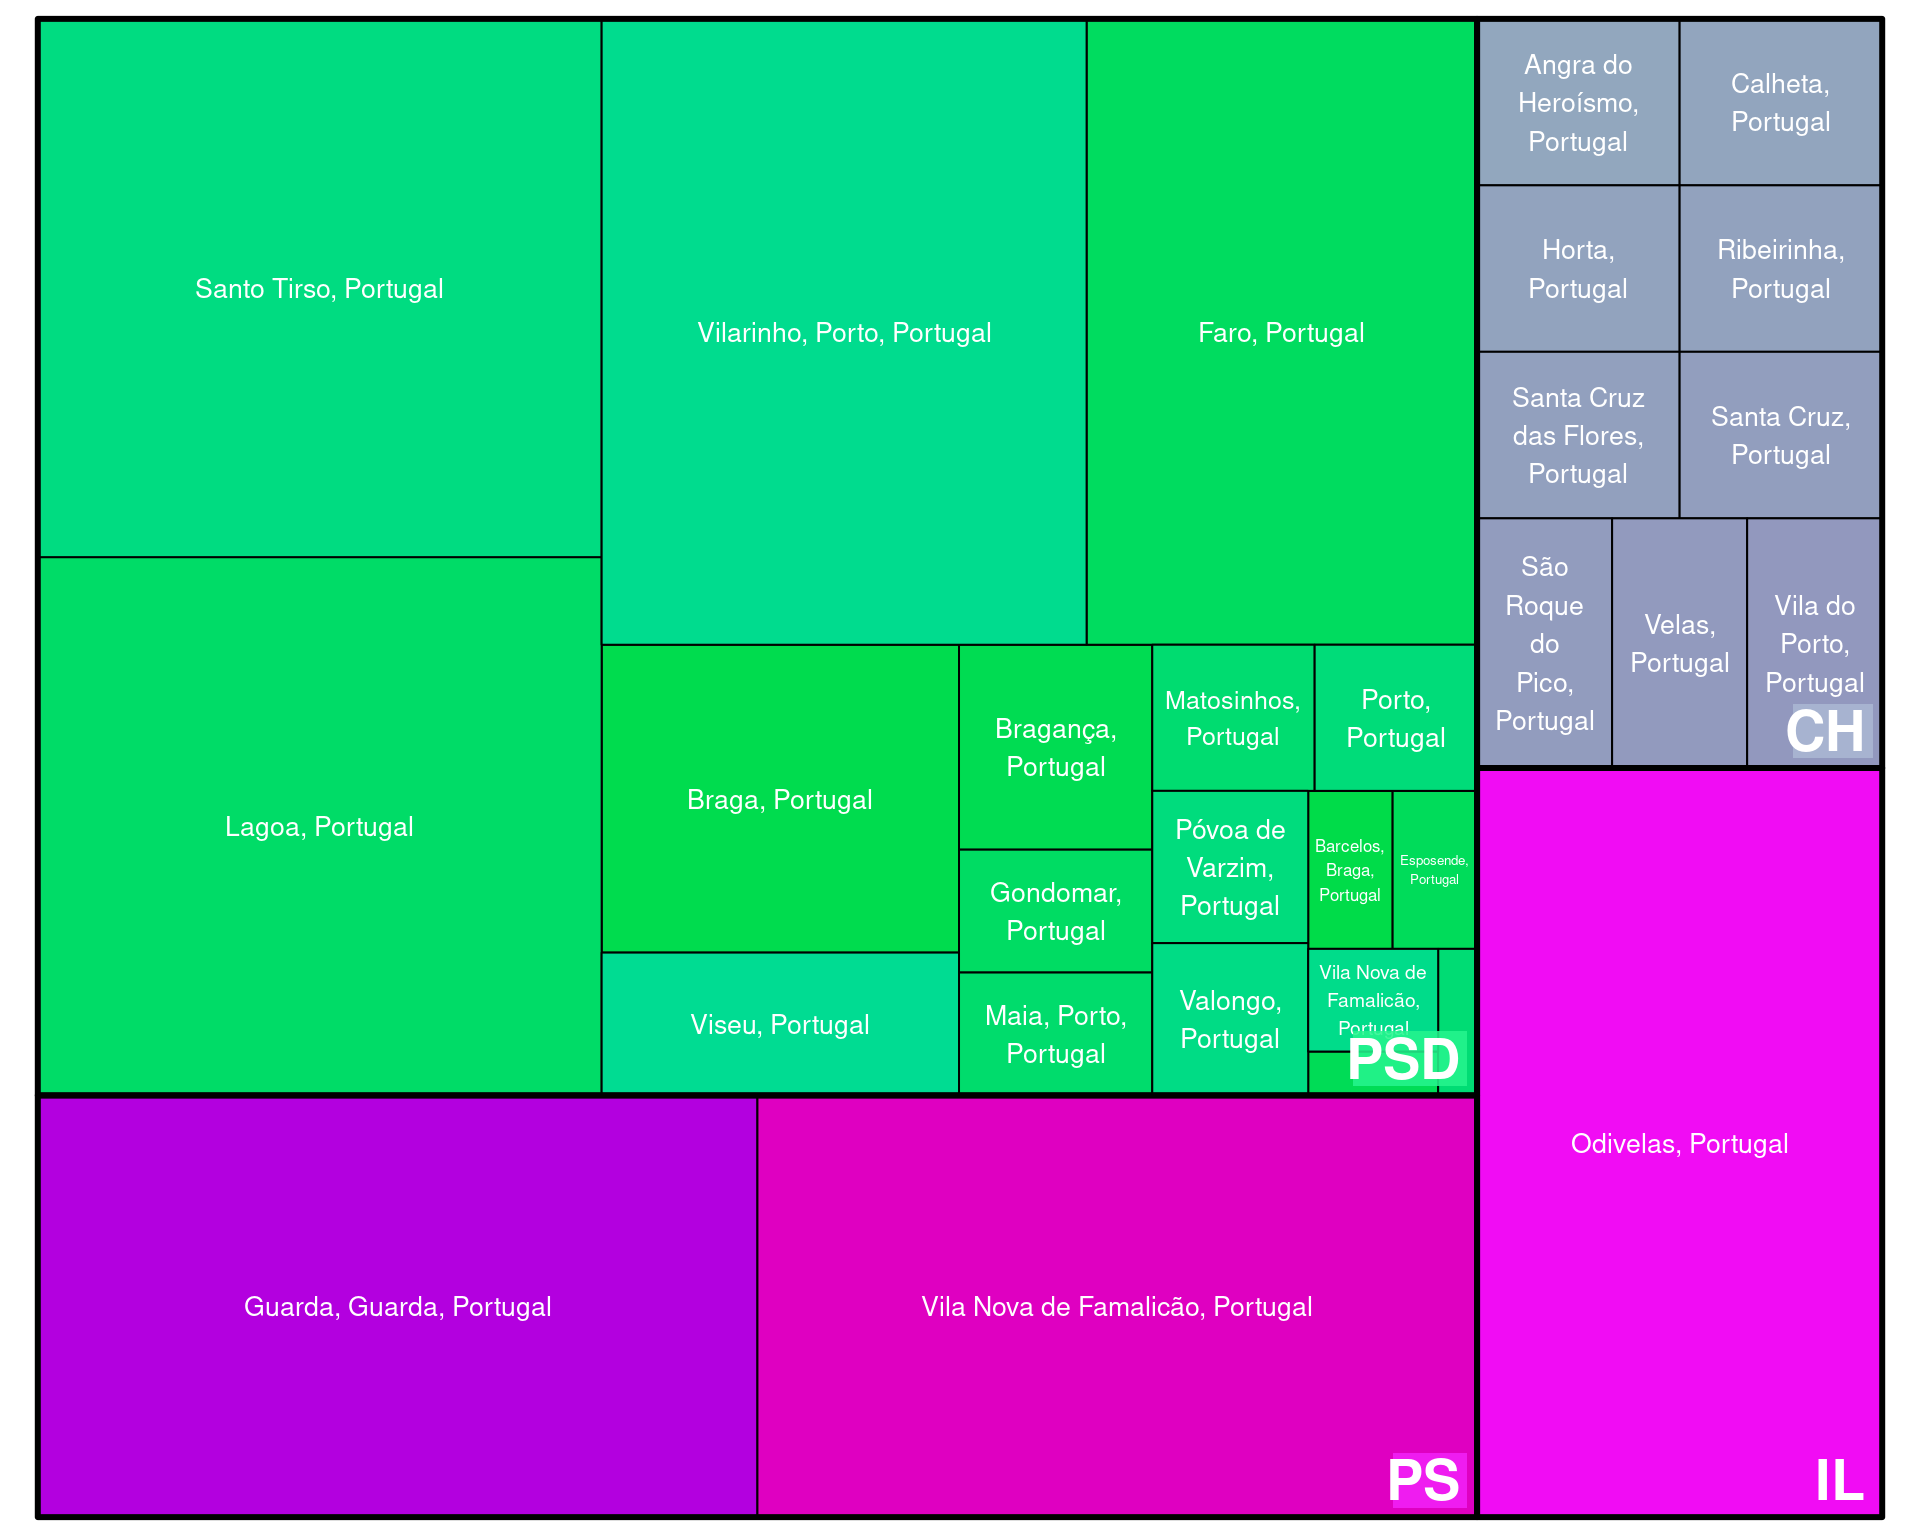 Santo Tirso, Portugal
Vilarinho, Porto, Portugal
Faro, Portugal
Lagoa, Portugal
Braga, Portugal
Viseu, Portugal
Bragança,
Portugal
Gondomar,
Portugal
Maia, Porto,
Portugal
Matosinhos,
Portugal
Porto,
Portugal
Póvoa de
Varzim,
Portugal
Valongo,
Portugal
Barcelos,
Braga,
Portugal
Esposende,
Portugal
Vila Nova de
Famalicão,
Portugal
PSD
Guarda, Guarda, Portugal
Vila Nova de Famalicão, Portugal
PS
Angra do
Heroísmo,
Portugal
Calheta,
Portugal
Horta,
Portugal
Ribeirinha,
Portugal
Santa Cruz
das Flores,
Portugal
Santa Cruz,
Portugal
São
Roque
do
Pico,
Portugal
Velas,
Portugal
Vila do
Porto,
Portugal
CH
Odivelas, Portugal
IL